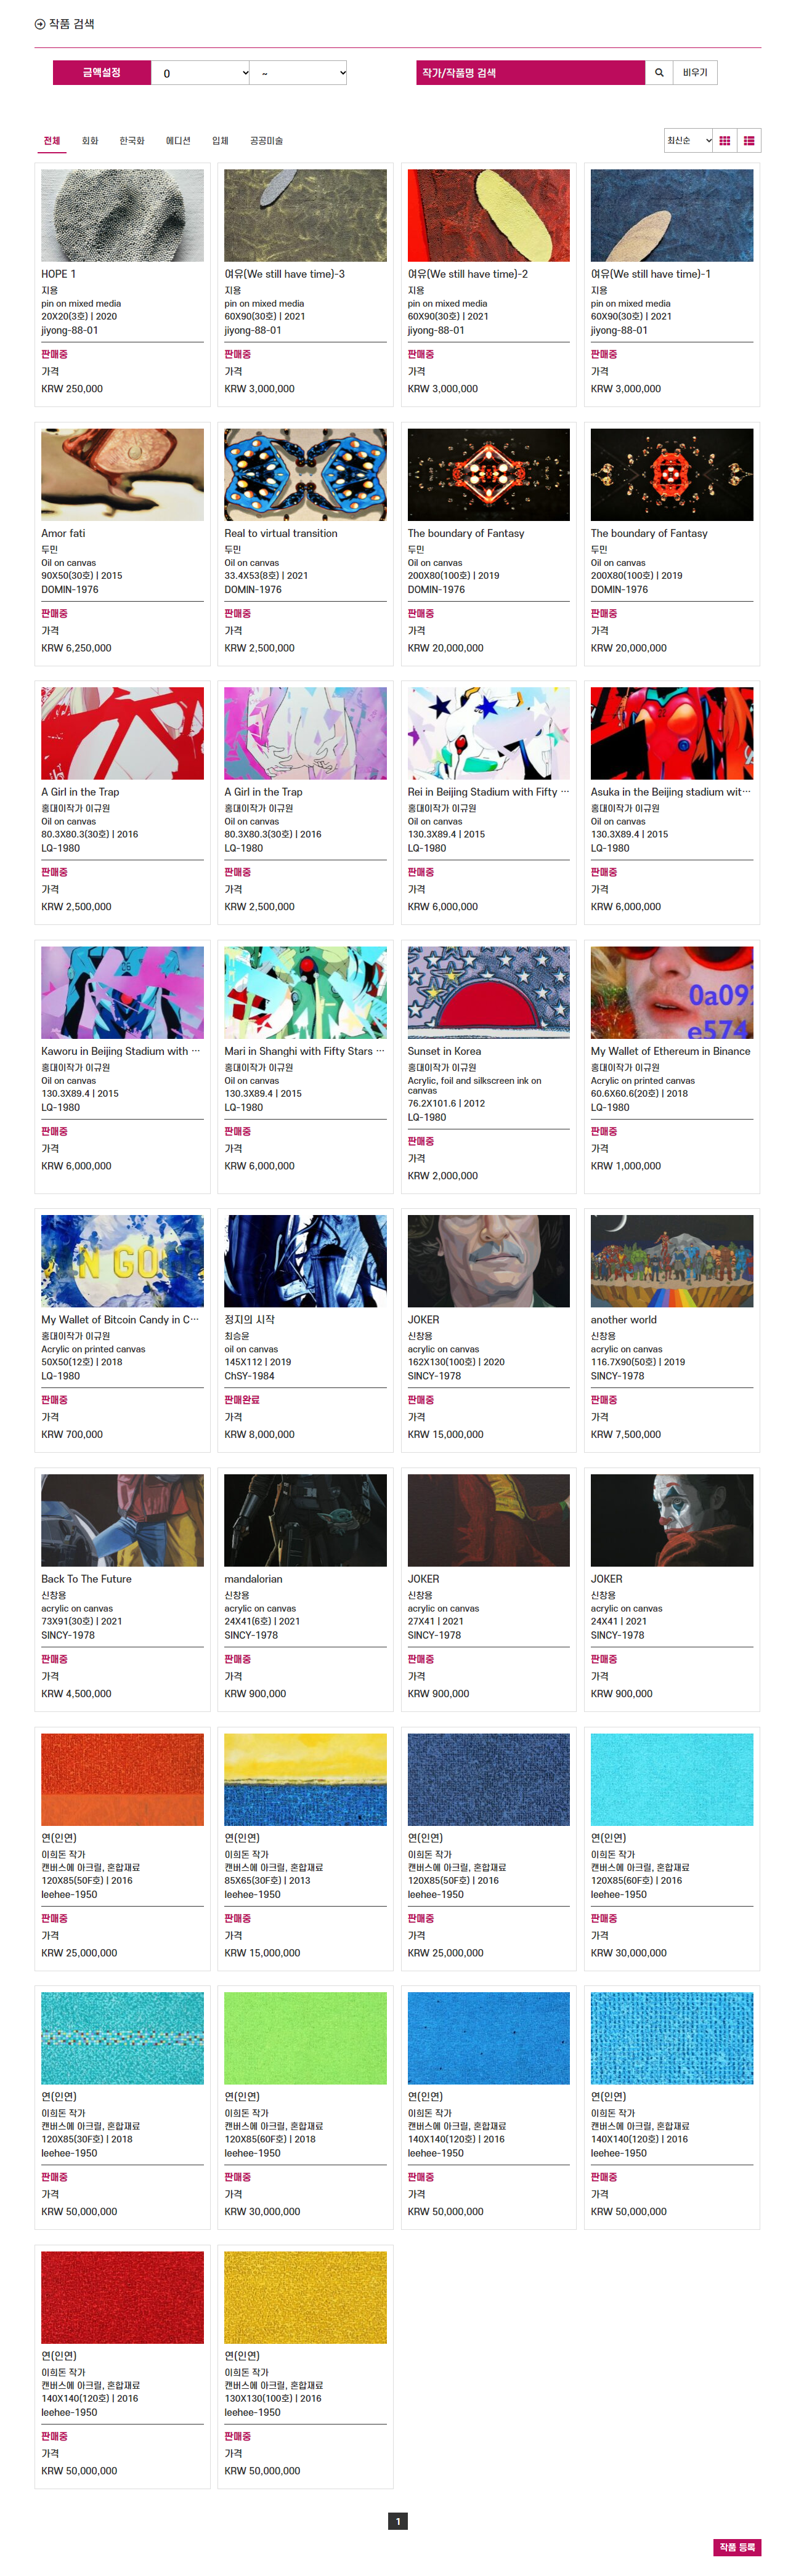 작품 검색
금액설정 0 ~ 작가/작품명 검색 비우기
전체 회화 한국화 에디션 입체 공공미술 최신순
HOPE 1
지용
pin on mixed media
20X20(3호) | 2020
jiyong-88-01
판매중
가격
KRW 250,000
여유(We still have time)-3
지용
pin on mixed media
60X90(30호) | 2021
jiyong-88-01
판매중
가격
KRW 3,000,000
여유(We still have time)-2
지용
pin on mixed media
60X90(30호) | 2021
jiyong-88-01
판매중
가격
KRW 3,000,000
여유(We still have time)-1
지용
pin on mixed media
60X90(30호) | 2021
jiyong-88-01
판매중
가격
KRW 3,000,000
Amor fati
두민
Oil on canvas
90X50(30호) | 2015
DOMIN-1976
판매중
가격
KRW 6,250,000
Real to virtual transition
두민
Oil on canvas
33.4X53(8호) | 2021
DOMIN-1976
판매중
가격
KRW 2,500,000
The boundary of Fantasy
두민
Oil on canvas
200X80(100호) | 2019
DOMIN-1976
판매중
가격
KRW 20,000,000
The boundary of Fantasy
두민
Oil on canvas
200X80(100호) | 2019
DOMIN-1976
판매중
가격
KRW 20,000,000
A Girl in the Trap
홍대이작가 이규원
Oil on canvas
80.3X80.3(30호) | 2016
LQ-1980
판매중
가격
KRW 2,500,000
A Girl in the Trap
홍대이작가 이규원
Oil on canvas
80.3X80.3(30호) | 2016
LQ-1980
판매중
가격
KRW 2,500,000
Rei in Beijing Stadium with Fifty ...
홍대이작가 이규원
Oil on canvas
130.3X89.4 | 2015
LQ-1980
판매중
가격
KRW 6,000,000
Asuka in the Beijing stadium wit...
홍대이작가 이규원
Oil on canvas
130.3X89.4 | 2015
LQ-1980
판매중
가격
KRW 6,000,000
Kaworu in Beijing Stadium with ...
홍대이작가 이규원
Oil on canvas
130.3X89.4 | 2015
LQ-1980
판매중
가격
KRW 6,000,000
Mari in Shanghi with Fifty Stars ...
홍대이작가 이규원
Oil on canvas
130.3X89.4 | 2015
LQ-1980
판매중
가격
KRW 6,000,000
Sunset in Korea
홍대이작가 이규원
Acrylic, foil and silkscreen ink on
canvas
76.2X101.6 | 2012
LQ-1980
판매중
가격
KRW 2,000,000
0a09
e574
My Wallet of Ethereum in Binance
홍대이작가 이규원
Acrylic on printed canvas
60.6X60.6(20호) | 2018
LQ-1980
판매중
가격
KRW 1,000,000
N GO
My Wallet of Bitcoin Candy in C...
홍대이작가 이규원
Acrylic on printed canvas
50X50(12호) | 2018
LQ-1980
판매중
가격
KRW 700,000
정지의 시작
최승윤
oil on canvas
145X112 | 2019
ChSY-1984
판매완료
가격
KRW 8,000,000
JOKER
신창용
acrylic on canvas
162X130(100호) | 2020
SINCY-1978
판매중
가격
KRW 15,000,000
another world
신창용
acrylic on canvas
116.7X90(50호) | 2019
SINCY-1978
판매중
가격
KRW 7,500,000
Back To The Future
신창용
acrylic on canvas
73X91(30호) | 2021
SINCY-1978
판매중
가격
KRW 4,500,000
mandalorian
신창용
acrylic on canvas
24X41(6호) | 2021
SINCY-1978
판매중
가격
KRW 900,000
JOKER
신창용
acrylic on canvas
27X41 | 2021
SINCY-1978
판매중
가격
KRW 900,000
JOKER
신창용
acrylic on canvas
24X41 | 2021
SINCY-1978
판매중
가격
KRW 900,000
연(인연)
이희돈 작가
캔버스에 아크릴, 혼합재료
120X85(50F호) | 2016
leehee-1950
판매중
가격
KRW 25,000,000
연(인연)
이희돈 작가
캔버스에 아크릴, 혼합재료
85X65(30F호) | 2013
leehee-1950
판매중
가격
KRW 15,000,000
연(인연)
이희돈 작가
캔버스에 아크릴, 혼합재료
120X85(50F호) | 2016
leehee-1950
판매중
가격
KRW 25,000,000
연(인연)
이희돈 작가
캔버스에 아크릴, 혼합재료
120X85(60F호) | 2016
leehee-1950
판매중
가격
KRW 30,000,000
연(인연)
이희돈 작가
캔버스에 아크릴, 혼합재료
120X85(30F호) | 2018
leehee-1950
판매중
가격
KRW 50,000,000
연(인연)
이희돈 작가
캔버스에 아크릴, 혼합재료
120X85(60F호) | 2018
leehee-1950
판매중
가격
KRW 30,000,000
연(인연)
이희돈 작가
캔버스에 아크릴, 혼합재료
140X140(120호) | 2016
leehee-1950
판매중
가격
KRW 50,000,000
연(인연)
이희돈 작가
캔버스에 아크릴, 혼합재료
140X140(120호) | 2016
leehee-1950
판매중
가격
KRW 50,000,000
연(인연)
이희돈 작가
캔버스에 아크릴, 혼합재료
140X140(120호) | 2016
leehee-1950
판매중
가격
KRW 50,000,000
연(인연)
이희돈 작가
캔버스에 아크릴, 혼합재료
130X130(100호) | 2016
leehee-1950
판매중
가격
KRW 50,000,000
1
작품 등록